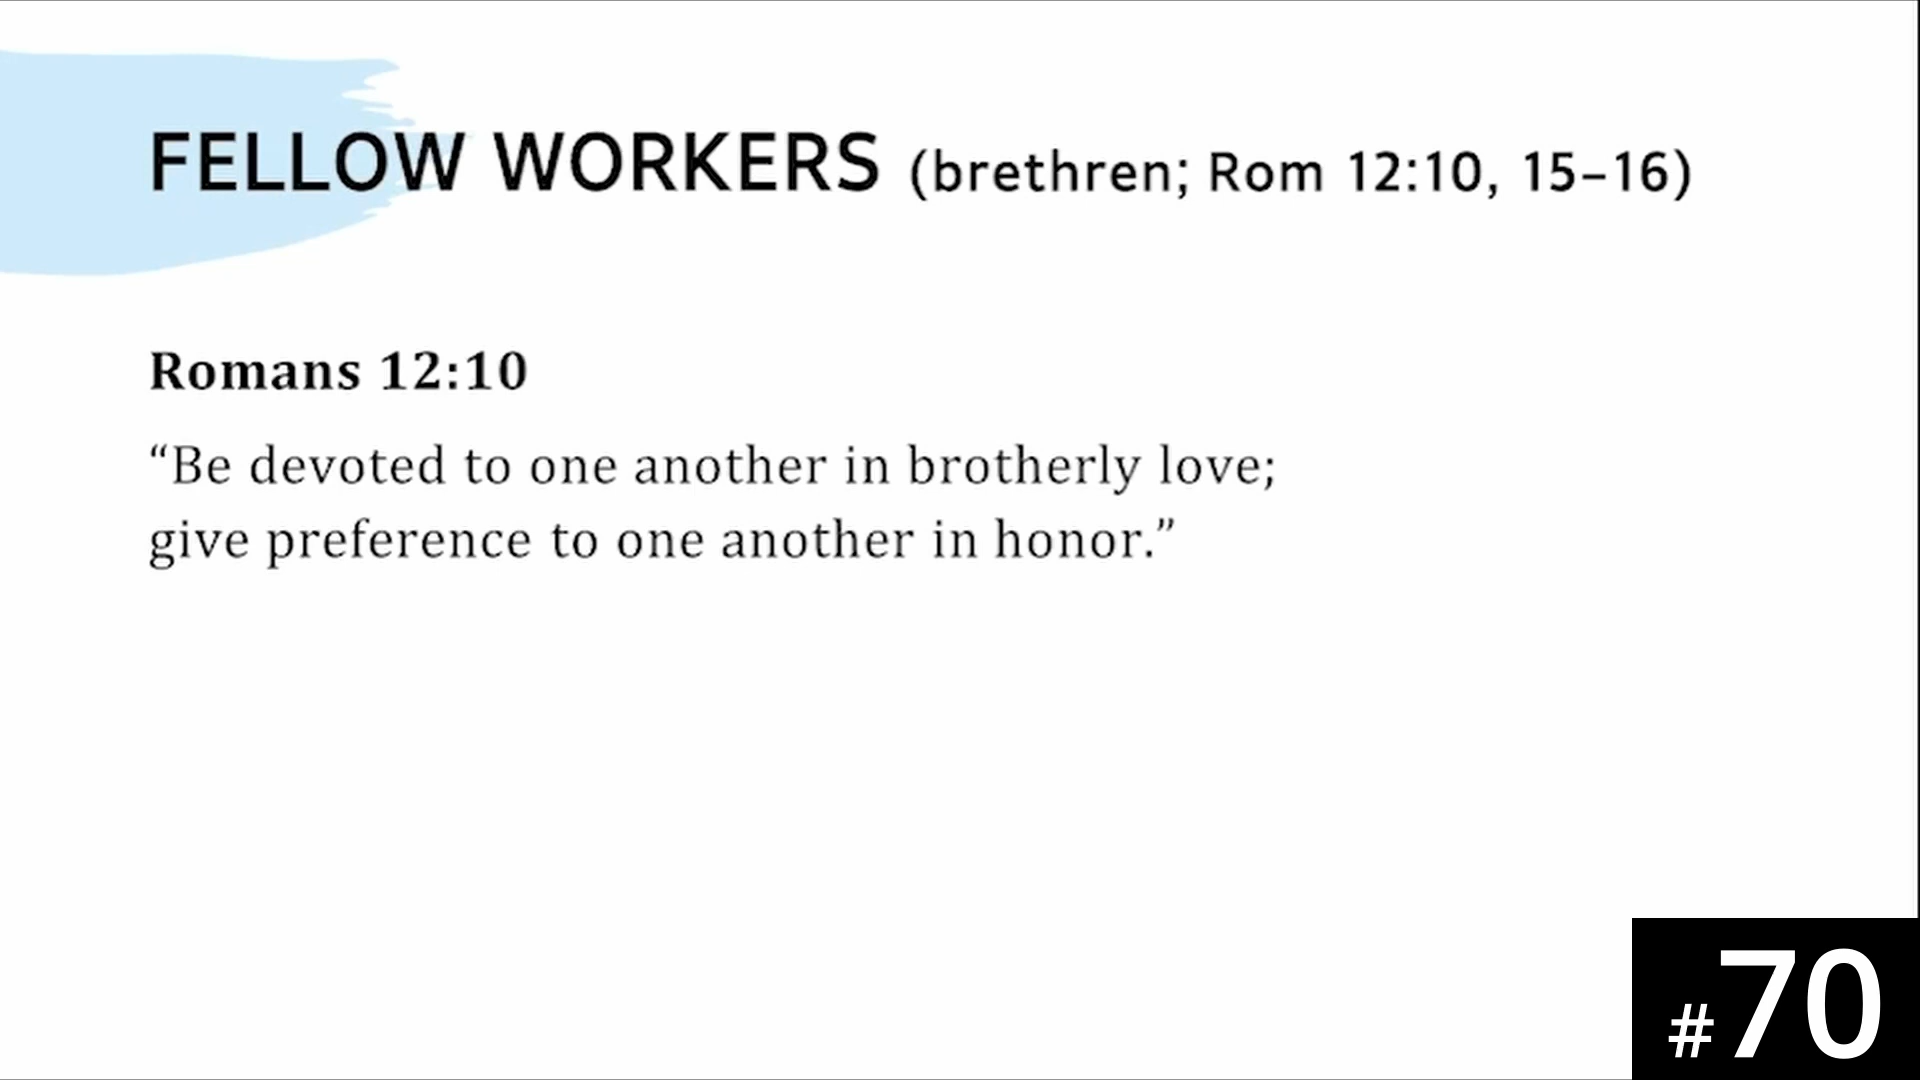 FELLOW WORKERS (brethren; Rom 12:10, 15–16)
Romans 12:10
“Be devoted to one another in brotherly love;
give preference to one another in honor.”
#70